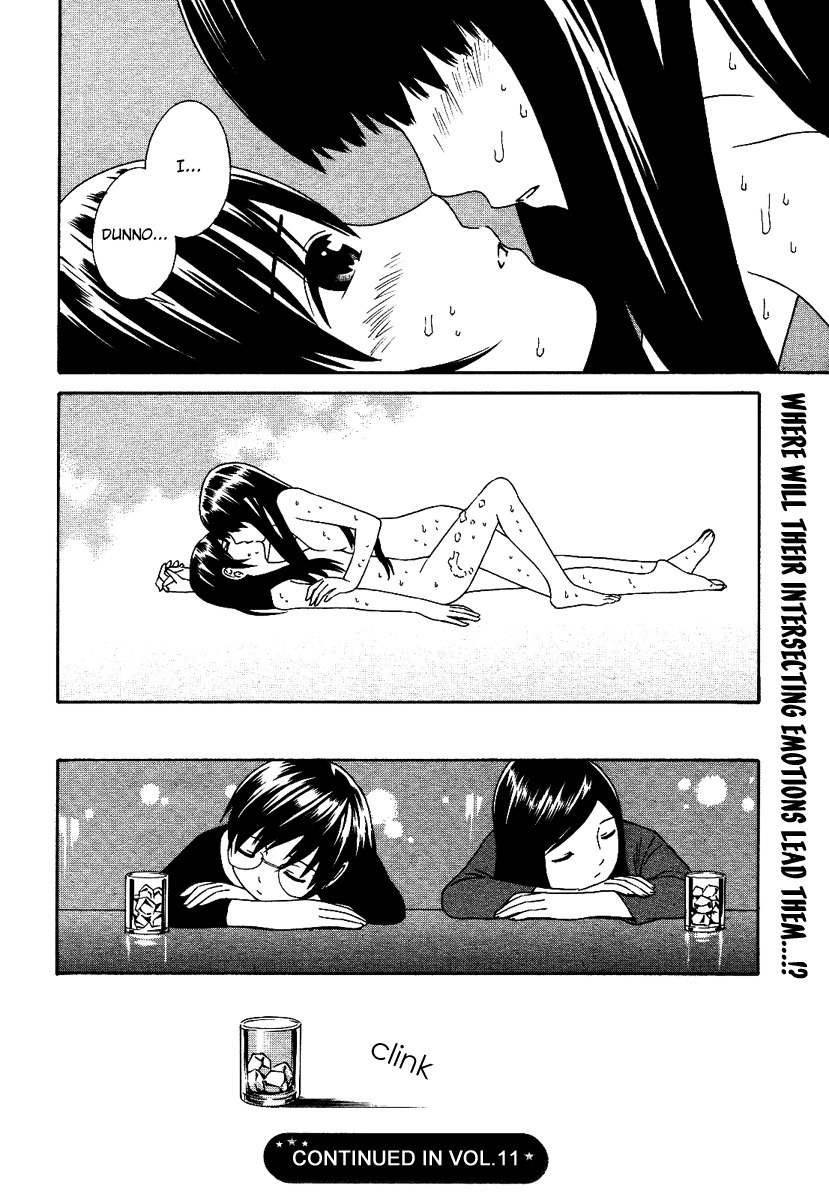 I...
DUNNO...
WHERE WILL THEIR INTERSECTING EMOTIONS LEAD THEM...!?
clink
CONTINUED IN VOL.11